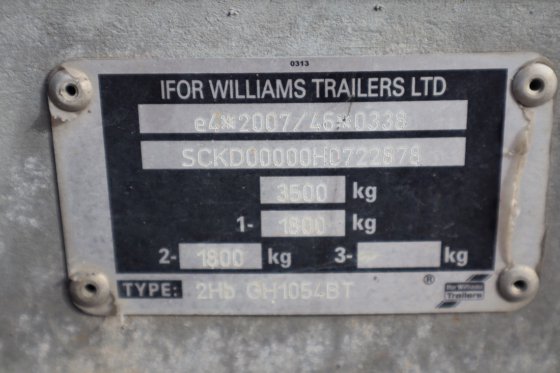 0313
IFOR WILLIAMS TRAILERS LTD
e4*2007/46*0338
SCKD00000H0722678
3500 kg
1- 1800 kg
2- 1800 kg 3- kg
TYPE: 2Hb GH1054BT ®
Ifor Williams
Trailers